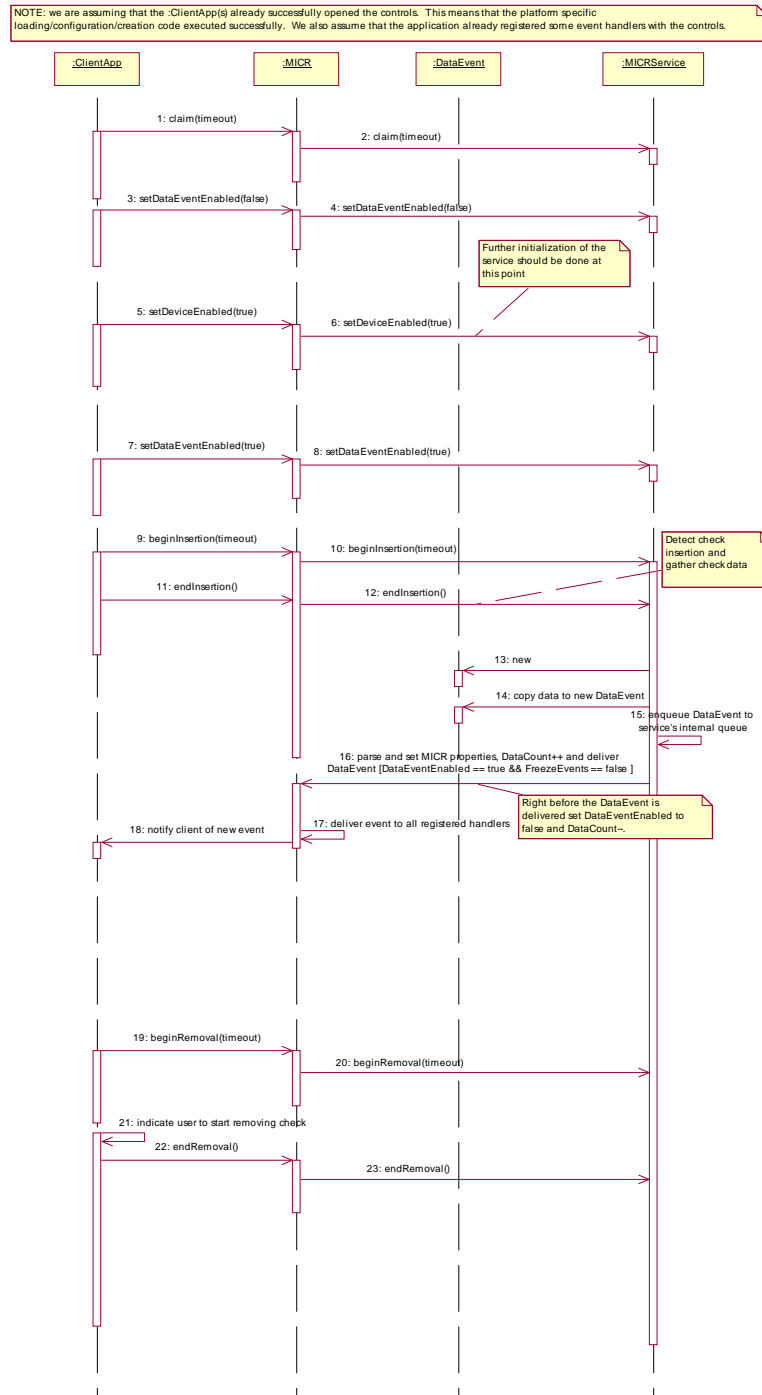 NOTE: we are assuming that the :ClientApp(s) already successfully opened the controls.  This means that the platform specific
loading/configuration/creation code executed successfully.  We also assume that the application already registered some event handlers with the controls.
:ClientApp
:MICR
:DataEvent
:MICRService
1: claim(timeout)
2: claim(timeout)
3: setDataEventEnabled(false)
4: setDataEventEnabled(false)
Further initialization of the
service should be done at
this point
5: setDeviceEnabled(true)
6: setDeviceEnabled(true)
7: setDataEventEnabled(true)
8: setDataEventEnabled(true)
9: beginInsertion(timeout)
10: beginInsertion(timeout)
Detect check
insertion and
gather check data
11: endInsertion()
12: endInsertion()
13: new
14: copy data to new DataEvent
15: enqueue DataEvent to
service's internal queue
16: parse and set MICR properties, DataCount++ and deliver
DataEvent [DataEventEnabled == true && FreezeEvents == false ]
Right before the DataEvent is
delivered set DataEventEnabled to
false and DataCount--.
17: deliver event to all registered handlers
18: notify client of new event
19: beginRemoval(timeout)
20: beginRemoval(timeout)
21: indicate user to start removing check
22: endRemoval()
23: endRemoval()